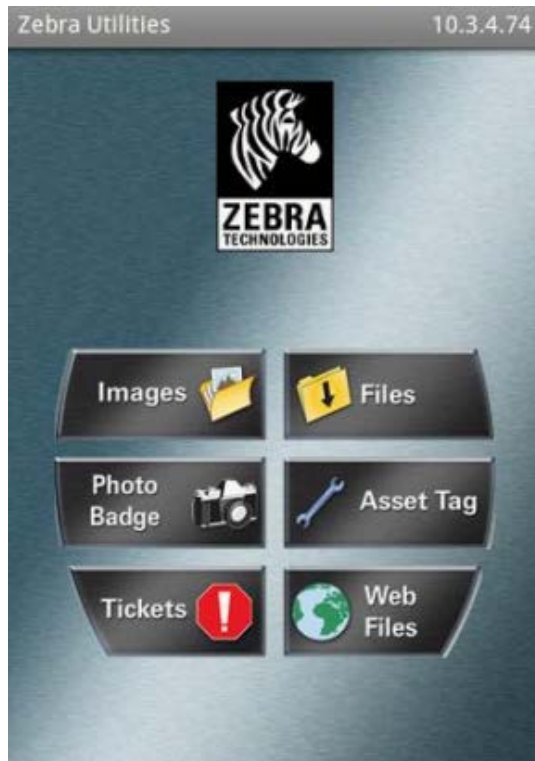 Zebra Utilities 10.3.4.74
ZEBRA
TECHNOLOGIES
Images
Files
Photo
Badge
Asset Tag
Tickets
!
Web
Files